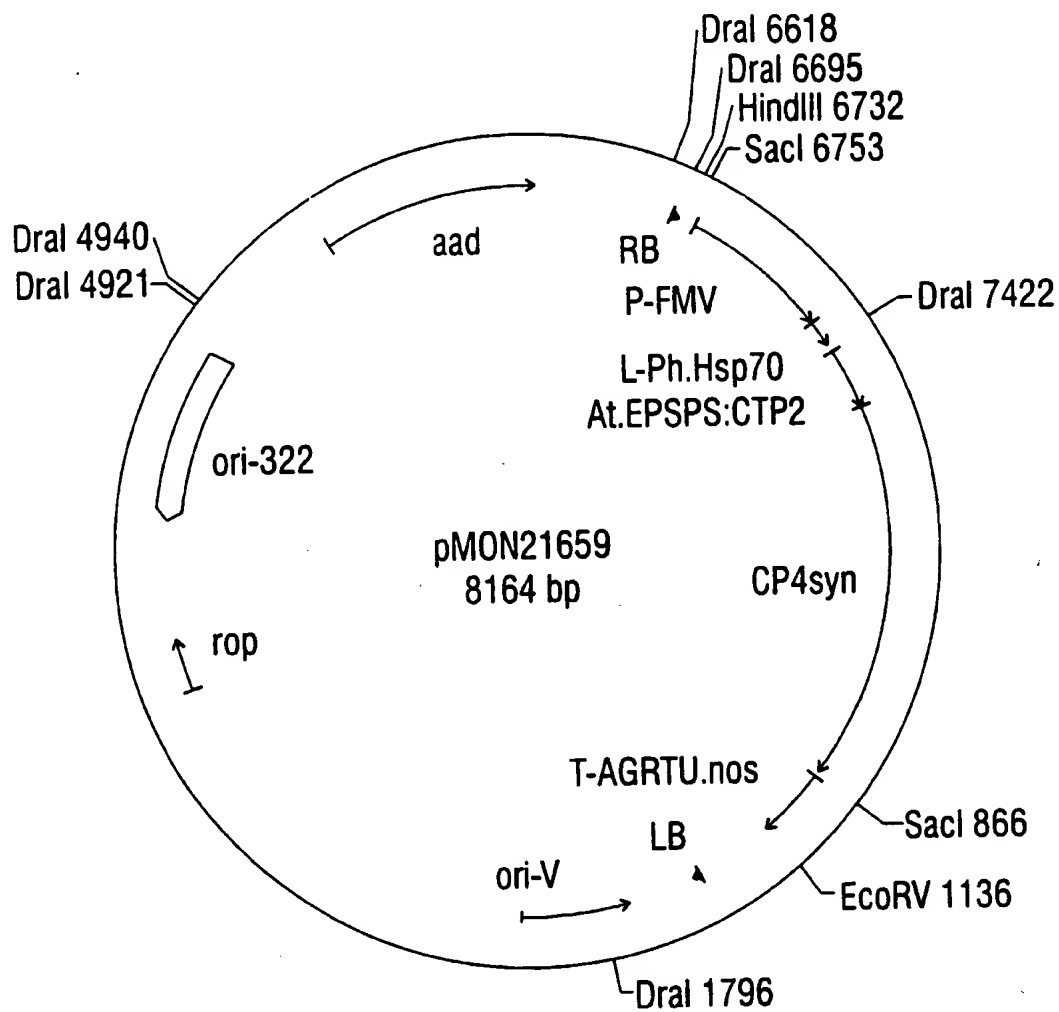 DraI 6618
DraI 6695
HindIII 6732
SacI 6753
aad
RB
P-FMV
DraI 4940
DraI 4921
DraI 7422
L-Ph.Hsp70
At.EPSPS:CTP2
ori-322
pMON21659
8164 bp
CP4syn
rop
T-AGRTU.nos
LB
SacI 866
ori-V
EcoRV 1136
DraI 1796